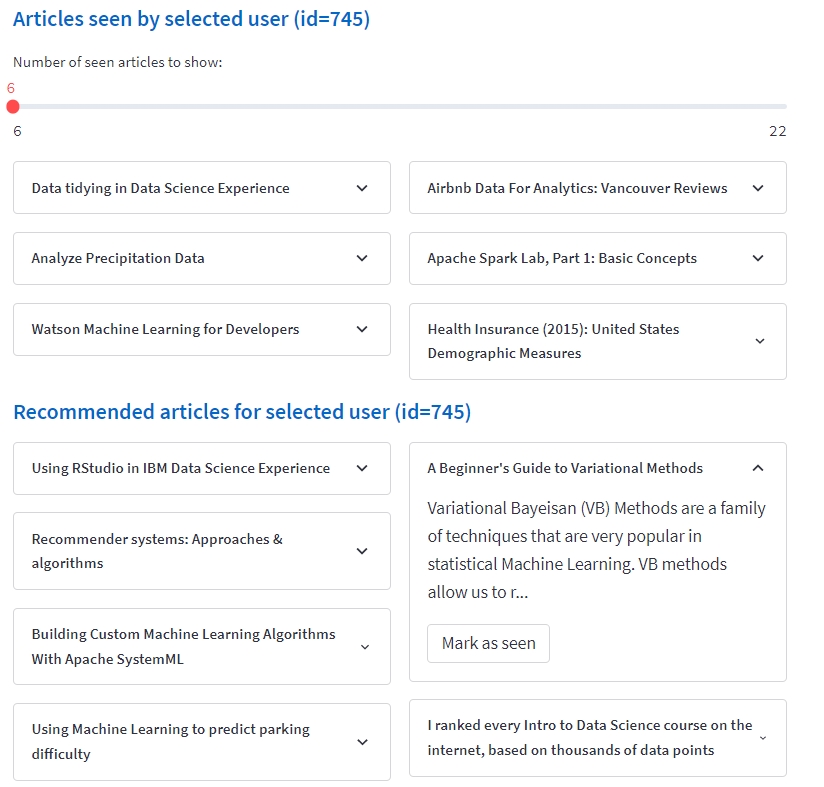 Articles seen by selected user (id=745)
Number of seen articles to show:
6
6
22
Data tidying in Data Science Experience
Airbnb Data For Analytics: Vancouver Reviews
Analyze Precipitation Data
Apache Spark Lab, Part 1: Basic Concepts
Watson Machine Learning for Developers
Health Insurance (2015): United States
Demographic Measures
Recommended articles for selected user (id=745)
Using RStudio in IBM Data Science Experience
Recommender systems: Approaches &
algorithms
Building Custom Machine Learning Algorithms
With Apache SystemML
Using Machine Learning to predict parking
difficulty
A Beginner's Guide to Variational Methods
Variational Bayeisan (VB) Methods are a family
of techniques that are very popular in
statistical Machine Learning. VB methods
allow us to r...
Mark as seen
I ranked every Intro to Data Science course on the
internet, based on thousands of data points